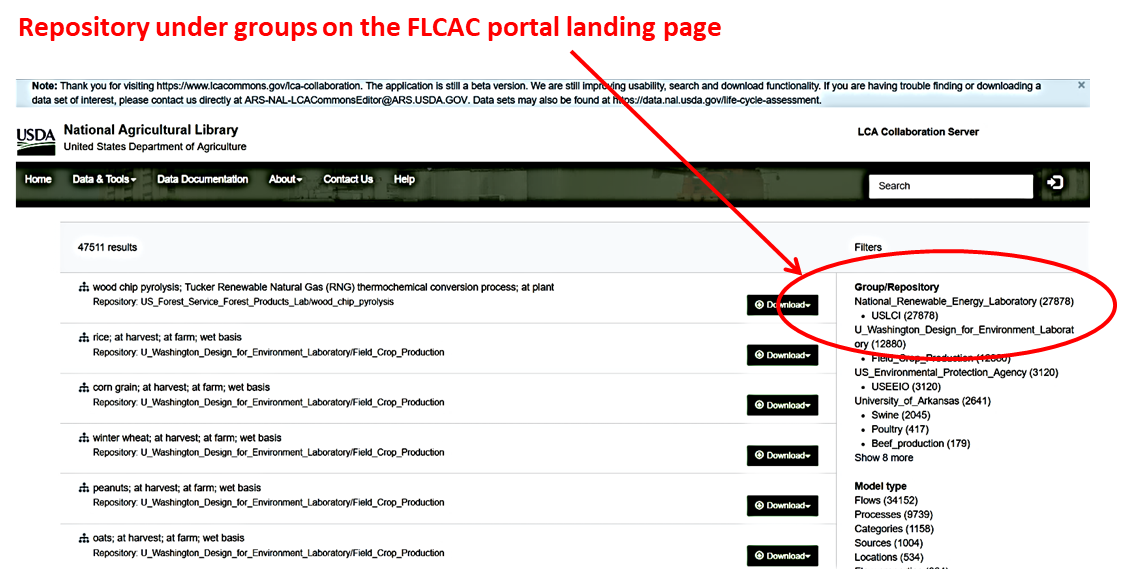 Repository under groups on the FLCAC portal landing page
Note: Thank you for visiting https://www.lcacommons.gov/lca-collaboration. The application is still a beta version. We are still improving usability, search and download functionality. If you are having trouble finding or downloading a
data set of interest, please contact us directly at ARS-NAL-LCACommonsEditor@ARS.USDA.GOV. Data sets may also be found at https://data.nal.usda.gov/life-cycle-assessment.
×
USDA
National Agricultural Library
United States Department of Agriculture
LCA Collaboration Server
Home Data & Tools About Data Documentation Contact Us Help
Search
47511 results
Filters
wood chip pyrolysis; Tucker Renewable Natural Gas (RNG) thermochemical conversion process; at plant
Repository: US_Forest_Service_Forest_Products_Lab/wood_chip_pyrolysis
Download
rice; at harvest; at farm; wet basis
Repository: U_Washington_Design_for_Environment_Laboratory/Field_Crop_Production
Download
corn grain; at harvest; at farm; wet basis
Repository: U_Washington_Design_for_Environment_Laboratory/Field_Crop_Production
Download
winter wheat; at harvest; at farm; wet basis
Repository: U_Washington_Design_for_Environment_Laboratory/Field_Crop_Production
Download
peanuts; at harvest; at farm; wet basis
Repository: U_Washington_Design_for_Environment_Laboratory/Field_Crop_Production
Download
oats; at harvest; at farm; wet basis
Repository: U_Washington_Design_for_Environment_Laboratory/Field_Crop_Production
Download
Group/Repository
National_Renewable_Energy_Laboratory (27878)
• USLCI (27878)
U_Washington_Design_for_Environment_Laborat
ory (12880)
• Field_Crop_Production (12880)
US_Environmental_Protection_Agency (3120)
• USEEIO (3120)
University_of_Arkansas (2641)
• Swine (2045)
• Poultry (417)
• Beef_production (179)
Show 8 more
Model type
Flows (34152)
Processes (9739)
Categories (1158)
Sources (1004)
Locations (534)